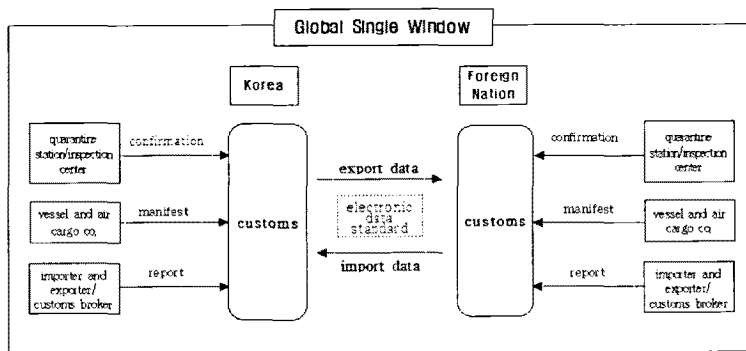 Global Single Window
Korea
Foreign
Nation
quarantine
station/inspection
center
confirmation
vessel and air
cargo co.
manifest
importer and
exporter/
customs broker
report
customs
export data
electronic
data
standard
import data
customs
confirmation
quarantine
station/inspection
center
manifest
vessel and air
cargo co.
report
importer and
exporter/
customs broker